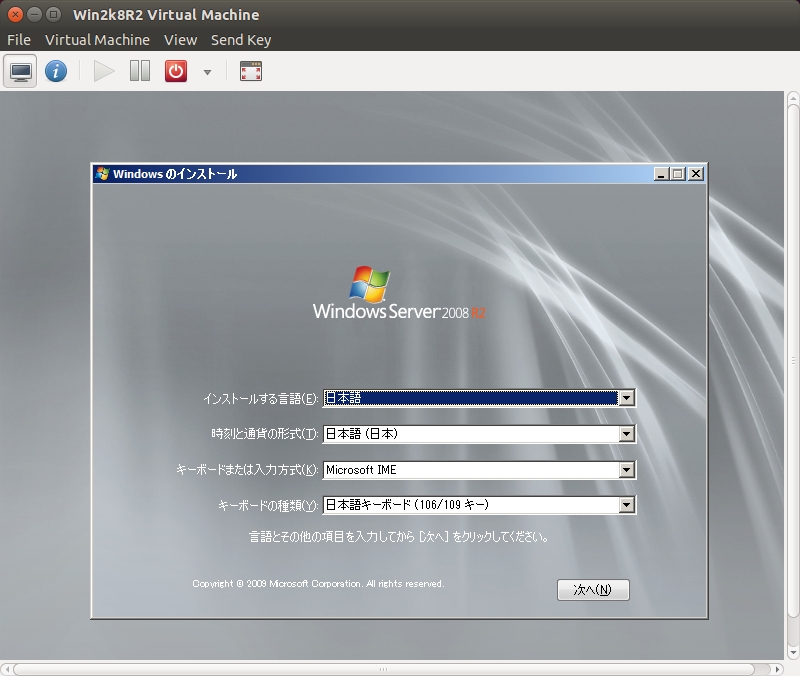 Win2k8R2 Virtual Machine
File Virtual Machine View Send Key
Windows のインストール
Windows Server 2008 R2
インストールする言語(E): 日本語
時刻と通貨の形式(T): 日本語 (日本)
キーボードまたは入力方式(K): Microsoft IME
キーボードの種類(Y): 日本語キーボード (106/109 キー)
言語とその他の項目を入力してから [次へ] をクリックしてください。
Copyright © 2009 Microsoft Corporation. All rights reserved.
次へ(N)